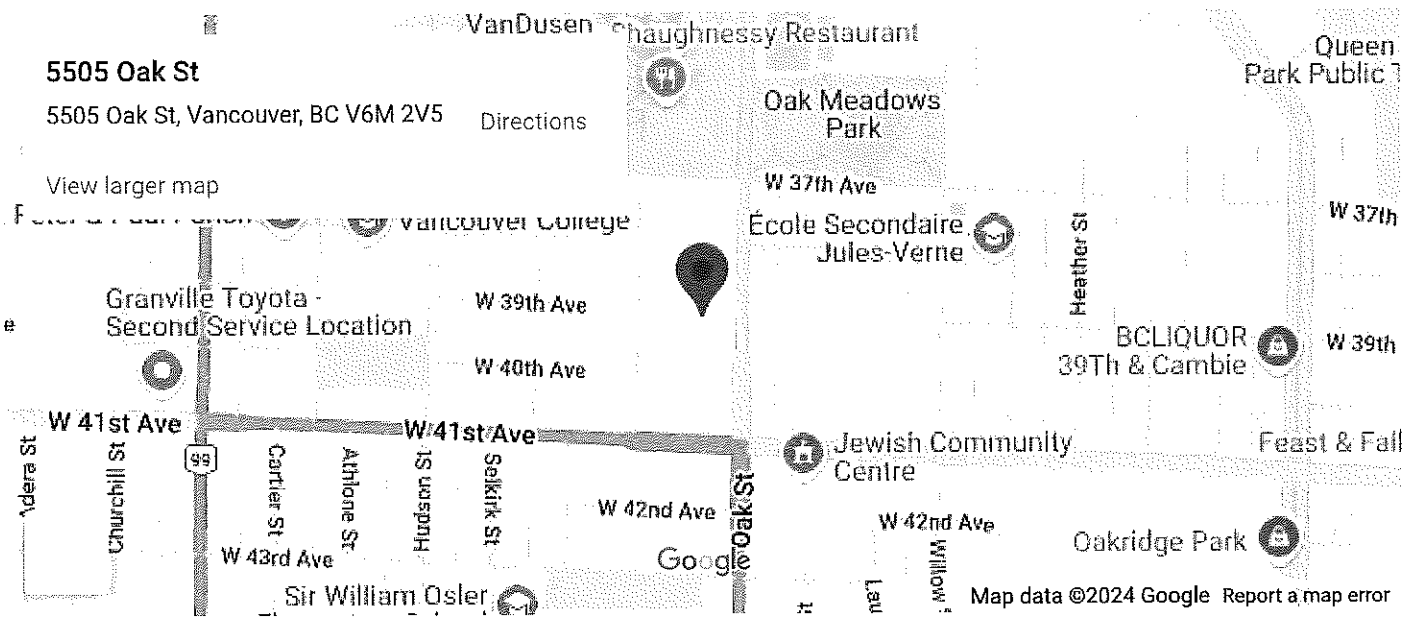 VanDusen
Shaughnessy Restaurant
Queen
Park Public
5505 Oak St
5505 Oak St, Vancouver, BC V6M 2V5
Directions
Oak Meadows
Park
View larger map
W 37th Ave
W 37th
Vancouver College
École Secondaire
Jules-Verne
Heather St
Granville Toyota -
Second Service Location
W 39th Ave
e
BCLIQUOR
39Th & Cambie
W 39th
W 40th Ave
W 41st Ave
W 41st Ave
99
Jewish Community
Centre
Feast & Fall
Adera St
Churchill St
Cartier St
Athlone St
Hudson St
Selkirk St
W 42nd Ave
Oak St
W 42nd Ave
Oakridge Park
W 43rd Ave
Google
Willow
Lau
Sir William Osler
Map data ©2024 Google
Report a map error